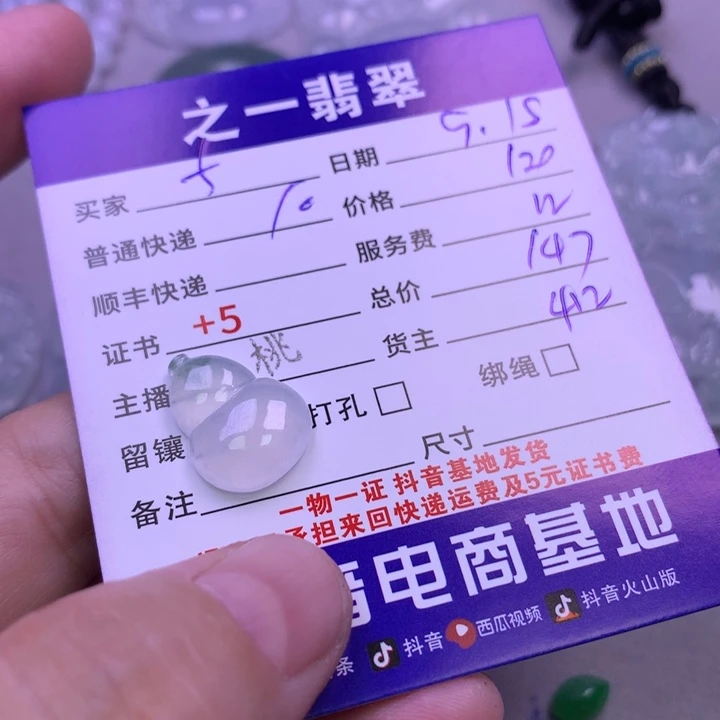 之一翡翠
买家 日期 9.15
普通快递 10 价格 120
顺丰快递 服务费 12
证书 +5 总价 147
主播 桃 货主 412
留镶 打孔 □ 绑绳 □
备注 尺寸
一物一证 抖音基地发货
承担来回快递运费及5元证书费
音电商基地
条 抖音 西瓜视频 抖音火山版